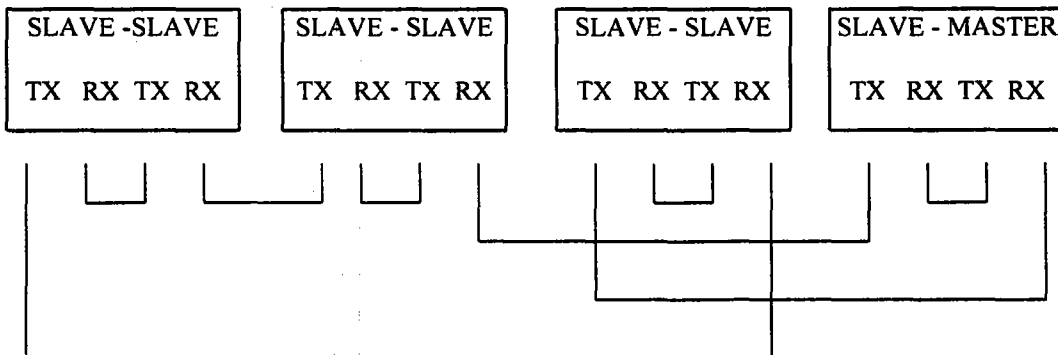 SLAVE -SLAVE
TX RX TX RX
SLAVE - SLAVE
TX RX TX RX
SLAVE - SLAVE
TX RX TX RX
SLAVE - MASTER
TX RX TX RX